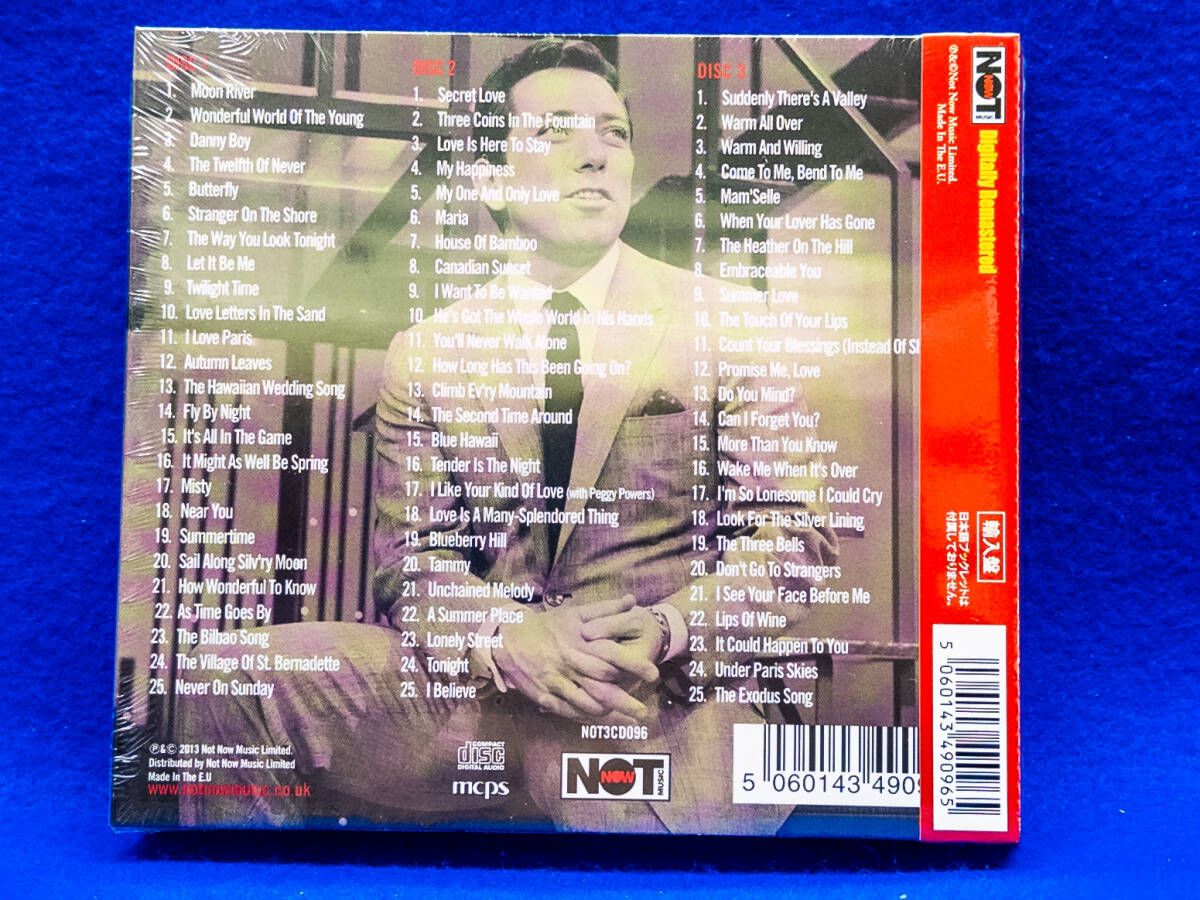 DISC 1
1. Moon River
2. Wonderful World Of The Young
3. Danny Boy
4. The Twelfth Of Never
5. Butterfly
6. Stranger On The Shore
7. The Way You Look Tonight
8. Let It Be Me
9. Twilight Time
10. Love Letters In The Sand
11. I Love Paris
12. Autumn Leaves
13. The Hawaiian Wedding Song
14. Fly By Night
15. It's All In The Game
16. It Might As Well Be Spring
17. Misty
18. Near You
19. Summertime
20. Sail Along Silv'ry Moon
21. How Wonderful To Know
22. As Time Goes By
23. The Bilbao Song
24. The Village Of St. Bernadette
25. Never On Sunday
DISC 2
1. Secret Love
2. Three Coins In The Fountain
3. Love Is Here To Stay
4. My Happiness
5. My One And Only Love
6. Maria
7. House Of Bamboo
8. Canadian Sunset
9. I Want To Be Wanted
10. He's Got The Whole World In His Hands
11. You'll Never Walk Alone
12. How Long Has This Been Going On?
13. Climb Ev'ry Mountain
14. The Second Time Around
15. Blue Hawaii
16. Tender Is The Night
17. I Like Your Kind Of Love (with Peggy Powers)
18. Love Is A Many-Splendored Thing
19. Blueberry Hill
20. Tammy
21. Unchained Melody
22. A Summer Place
23. Lonely Street
24. Tonight
25. I Believe
DISC 3
1. Suddenly There's A Valley
2. Warm All Over
3. Warm And Willing
4. Come To Me, Bend To Me
5. Mam'Selle
6. When Your Lover Has Gone
7. The Heather On The Hill
8. Embraceable You
9. Summer Love
10. The Touch Of Your Lips
11. Count Your Blessings (Instead Of Sh
12. Promise Me, Love
13. Do You Mind?
14. Can I Forget You?
15. More Than You Know
16. Wake Me When It's Over
17. I'm So Lonesome I Could Cry
18. Look For The Silver Lining
19. The Three Bells
20. Don't Go To Strangers
21. I See Your Face Before Me
22. Lips Of Wine
23. It Could Happen To You
24. Under Paris Skies
25. The Exodus Song
℗&© 2013 Not Now Music Limited.
Distributed by Not Now Music Limited
Made In The E.U
www.notnowmusic.co.uk
COMPACT
disc
DIGITAL AUDIO
mcps
NOT3CD096
NOT NOW MUSIC
5 060143 4909
NOT NOW MUSIC
Digitally Remastered
℗&©Not Now Music Limited.
Made In The E.U.
輸入盤
日本語ブックレットは
付属しておりません。
5 060143 490965